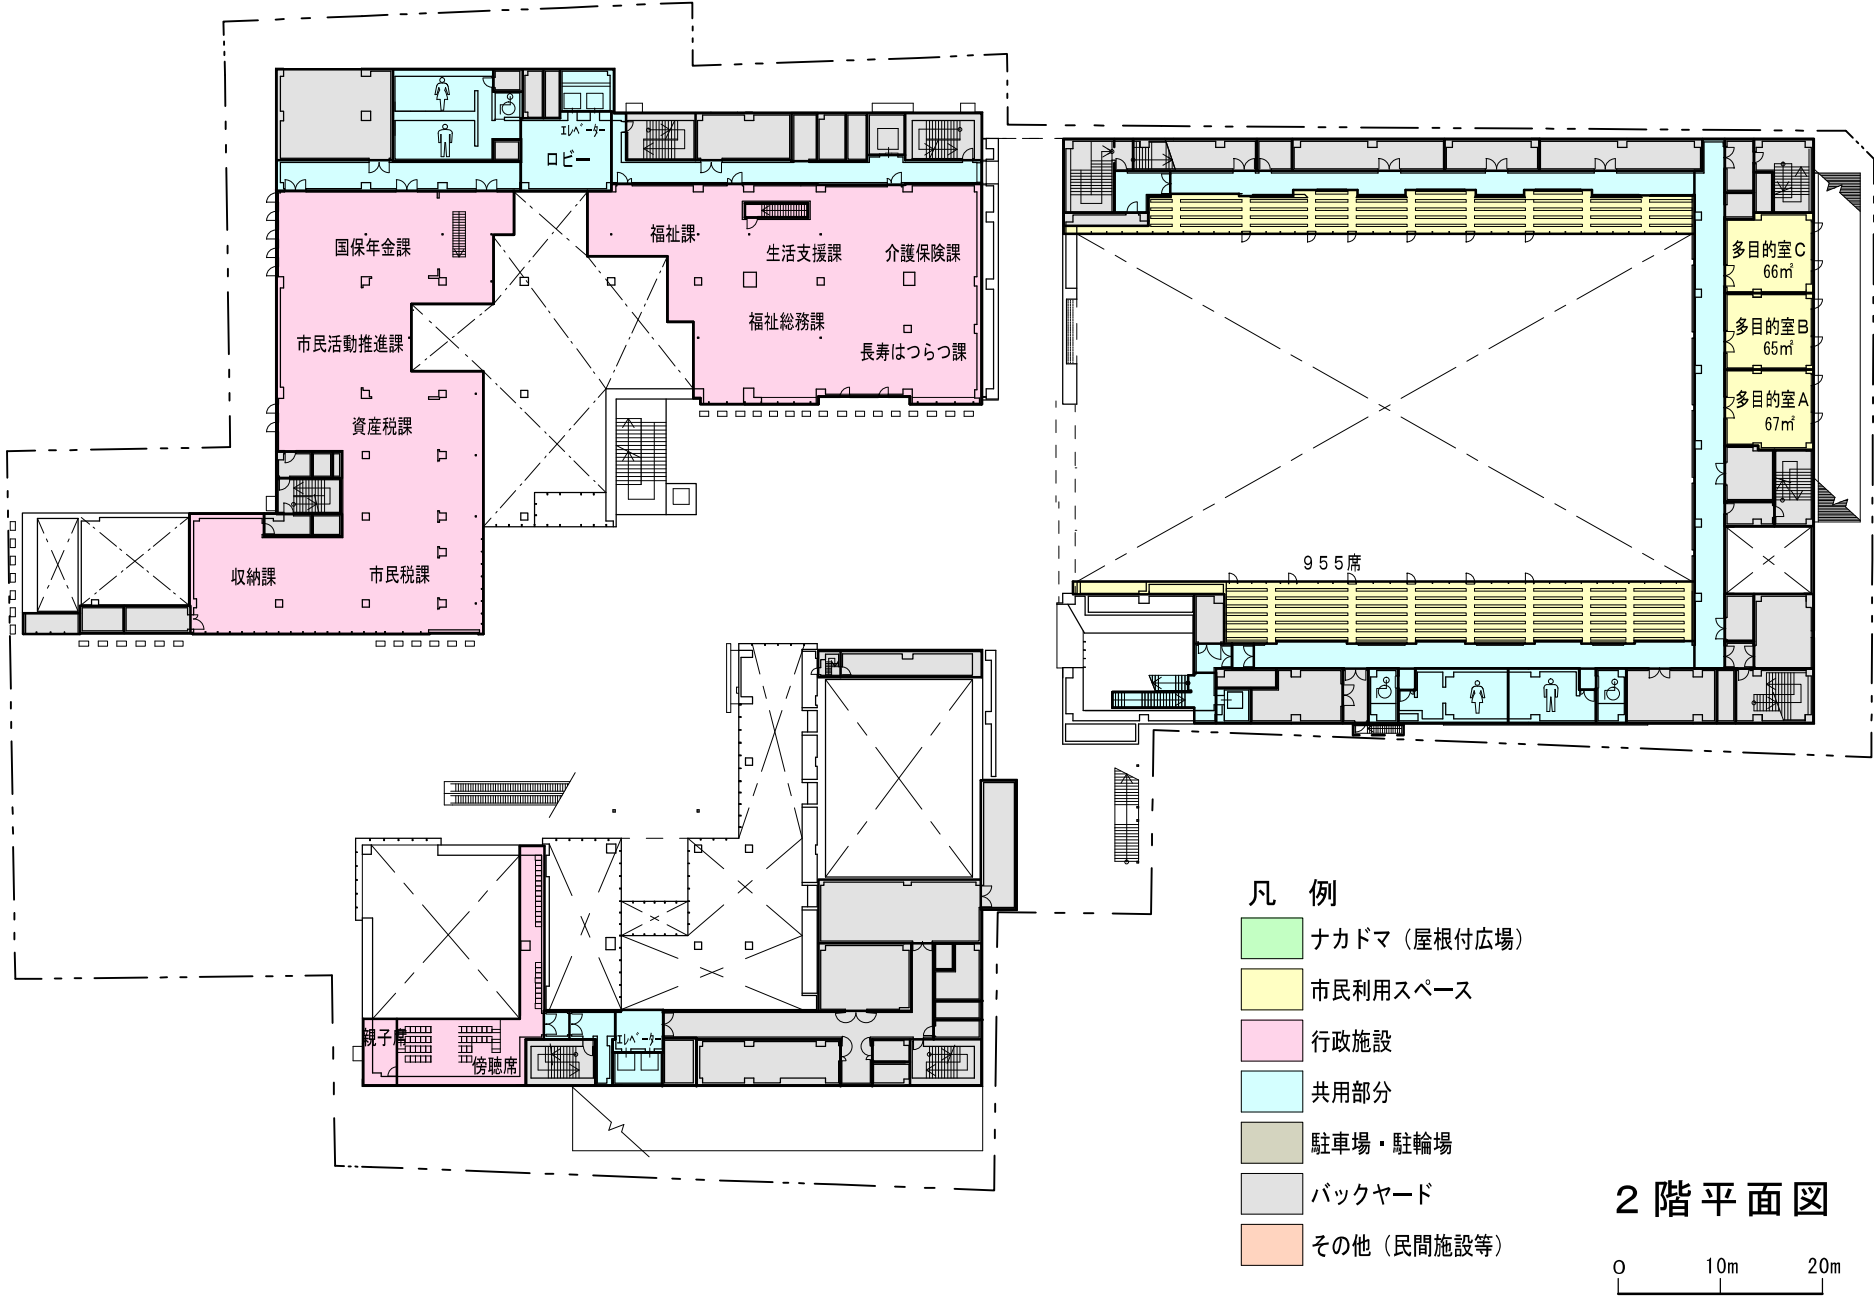 エレベーター
ロビー
国保年金課
福祉課
生活支援課
介護保険課
市民活動推進課
福祉総務課
長寿はつらつ課
資産税課
収納課
市民税課
多目的室C
66㎡
多目的室B
65㎡
多目的室A
67㎡
955席
親子席
傍聴席
エレベーター
凡 例
ナカドマ（屋根付広場）
市民利用スペース
行政施設
共用部分
駐車場・駐輪場
バックヤード
その他（民間施設等）
2階平面図
0 10m 20m